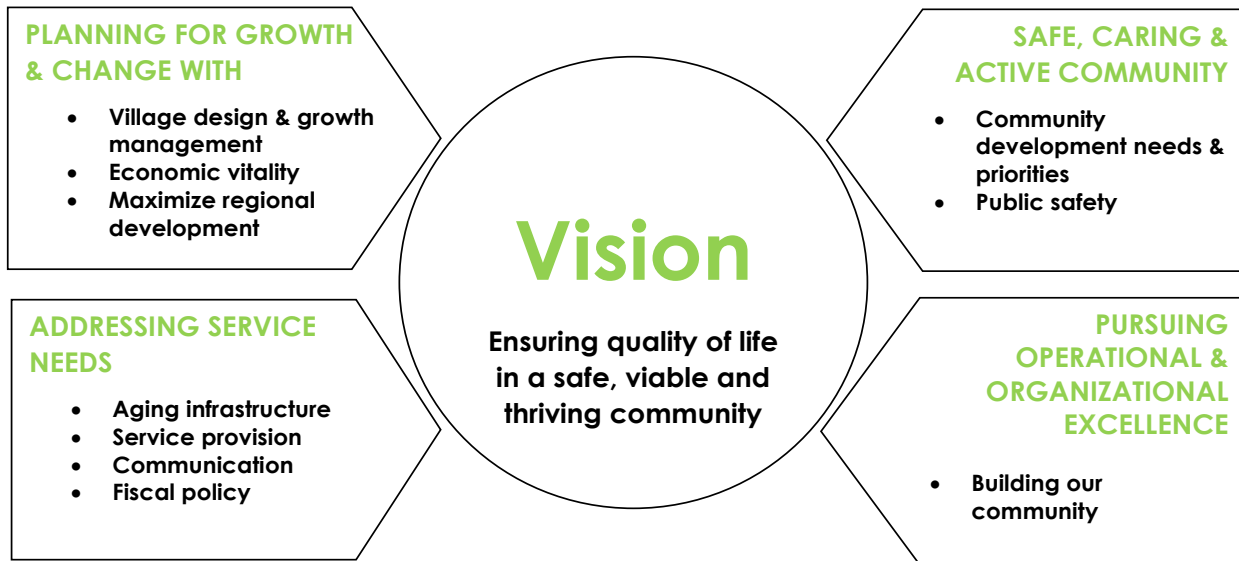 PLANNING FOR GROWTH
& CHANGE WITH
• Village design & growth
management
• Economic vitality
• Maximize regional
development
SAFE, CARING &
ACTIVE COMMUNITY
• Community
development needs &
priorities
• Public safety
Vision
Ensuring quality of life
in a safe, viable and
thriving community
ADDRESSING SERVICE
NEEDS
• Aging infrastructure
• Service provision
• Communication
• Fiscal policy
PURSUING
OPERATIONAL &
ORGANIZATIONAL
EXCELLENCE
• Building our
community